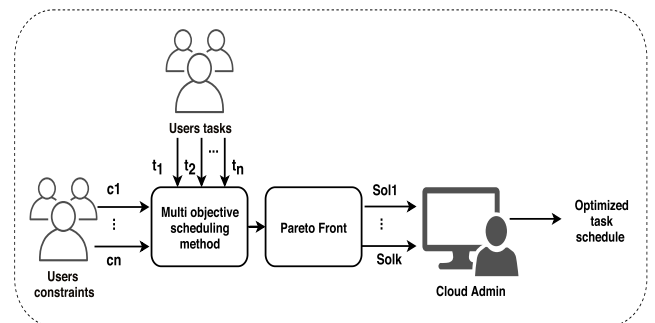 Users tasks
t1 t2 ... tn
c1
Multi objective
scheduling
method
Pareto Front
Sol1
Optimized
task
schedule
⋮
⋮
cn
Solk
Users
constraints
Cloud Admin